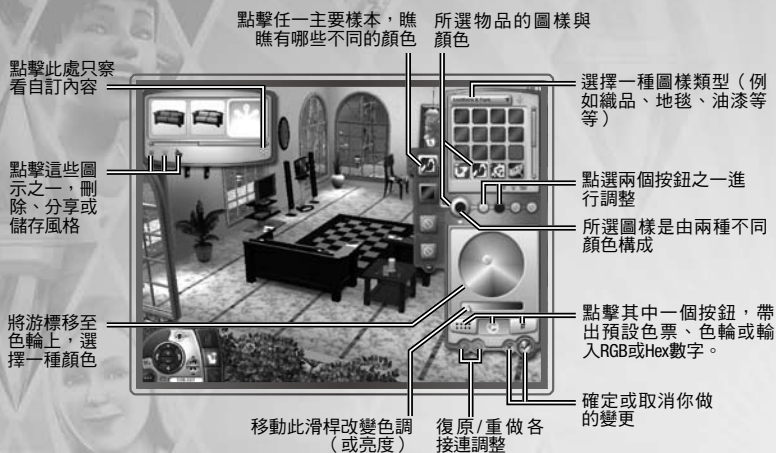 點擊任一主要樣本，瞧
瞧有哪些不同的顏色
所選物品的圖樣與
顏色
點擊此處只察
看自訂內容
選擇一種圖樣類型（例
如織品、地毯、油漆等
等）
點擊這些圖
示之一，刪
除、分享或
儲存風格
點選兩個按鈕之一進
行調整
所選圖樣是由兩種不同
顏色構成
將游標移至
色輪上，選
擇一種顏色
點擊其中一個按鈕，帶
出預設色票、色輪或輸
入RGB或Hex數字。
確定或取消你做
的變更
移動此滑桿改變色調
（或亮度）
復原/重做各
接連調整